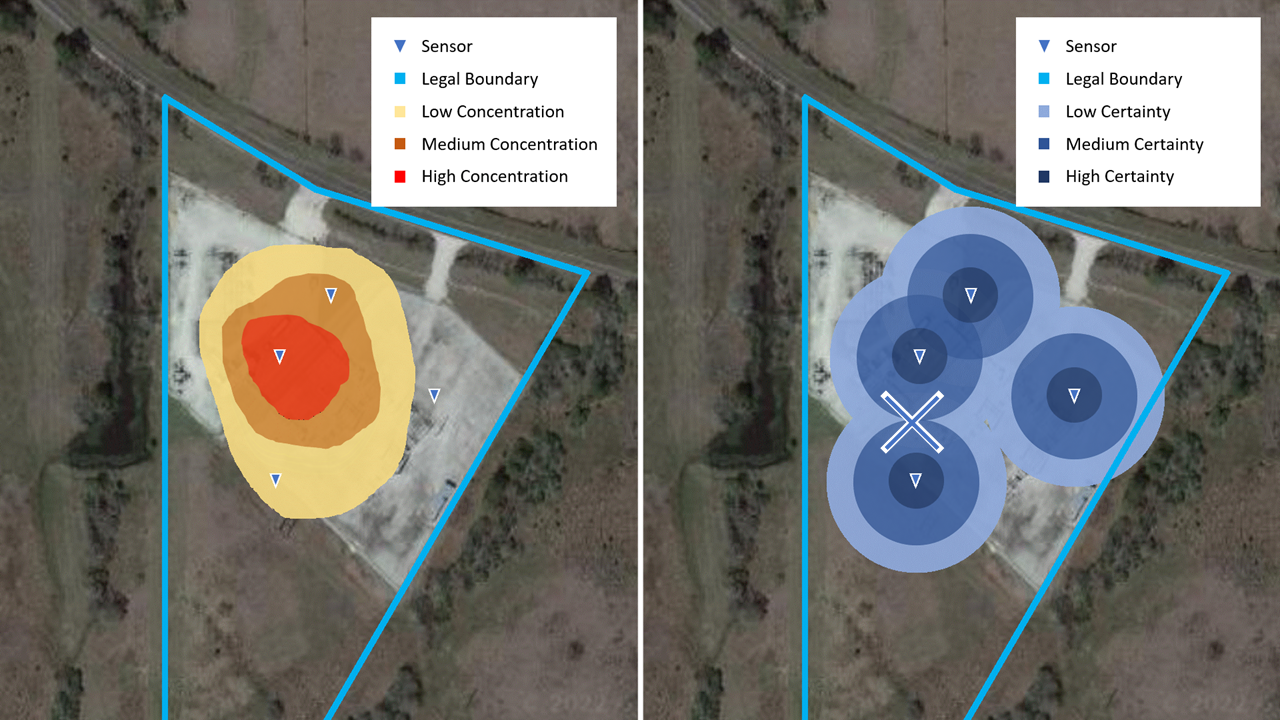 Sensor
Legal Boundary
Low Concentration
Medium Concentration
High Concentration
Sensor
Legal Boundary
Low Certainty
Medium Certainty
High Certainty